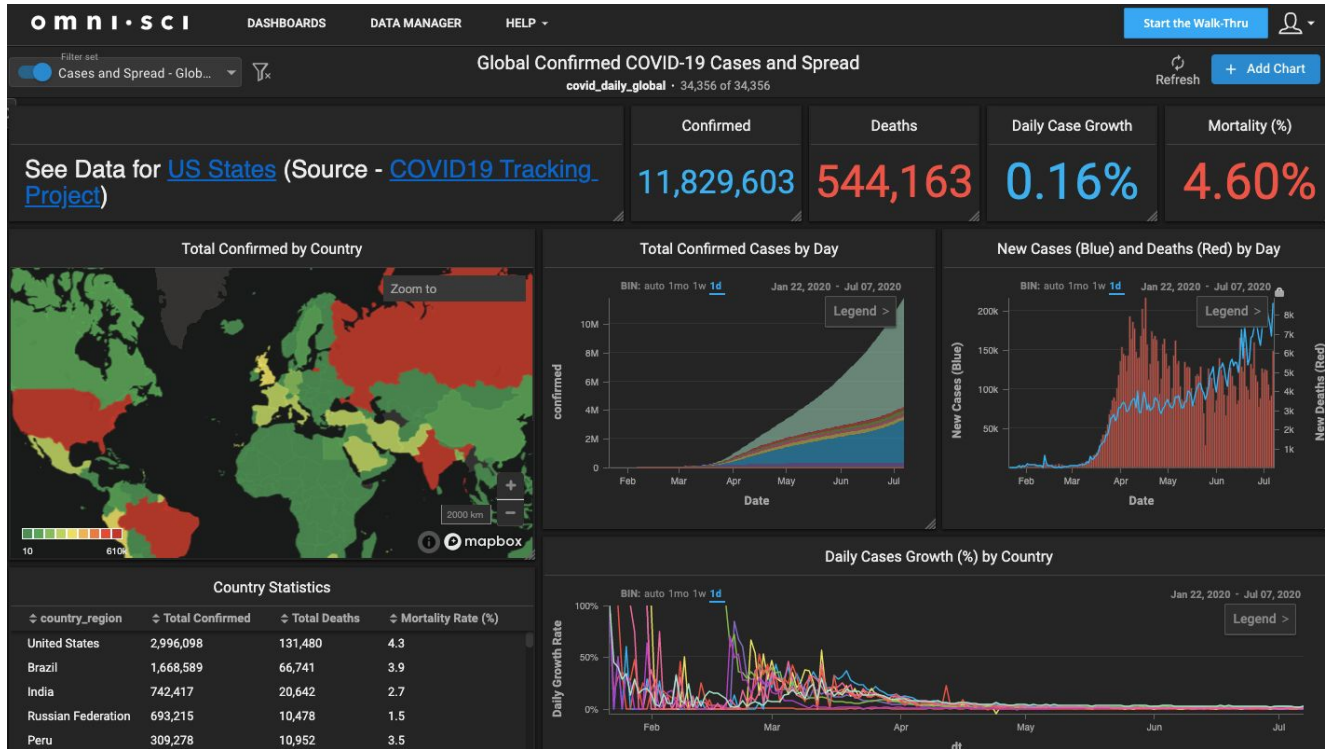 omni·sci
DASHBOARDS
DATA MANAGER
HELP
Start the Walk-Thru
Filter set
Cases and Spread - Glob...
Global Confirmed COVID-19 Cases and Spread
covid_daily_global · 34,356 of 34,356
Refresh
+ Add Chart
See Data for US States (Source - COVID19 Tracking
Project)
Confirmed
11,829,603
Deaths
544,163
Daily Case Growth
0.16%
Mortality (%)
4.60%
Total Confirmed by Country
Zoom to
+
−
2000 km
mapbox
10
610k
Total Confirmed Cases by Day
BIN: auto 1mo 1w 1d
Jan 22, 2020 - Jul 07, 2020
Legend >
confirmed
10M
8M
6M
4M
2M
0
Feb Mar Apr May Jun Jul
Date
New Cases (Blue) and Deaths (Red) by Day
BIN: auto 1mo 1w 1d
Jan 22, 2020 - Jul 07, 2020
Legend >
New Cases (Blue)
200k
150k
100k
50k
8k
7k
6k
5k
4k
3k
2k
1k
New Deaths (Red)
Feb Mar Apr May Jun Jul
Date
Country Statistics
country_region Total Confirmed Total Deaths Mortality Rate (%)
United States 2,996,098 131,480 4.3
Brazil 1,668,589 66,741 3.9
India 742,417 20,642 2.7
Russian Federation 693,215 10,478 1.5
Peru 309,278 10,952 3.5
Daily Cases Growth (%) by Country
BIN: auto 1mo 1w 1d
Jan 22, 2020 - Jul 07, 2020
Legend >
Daily Growth Rate
100%
50%
0%
Feb Mar Apr May Jun Jul
dt